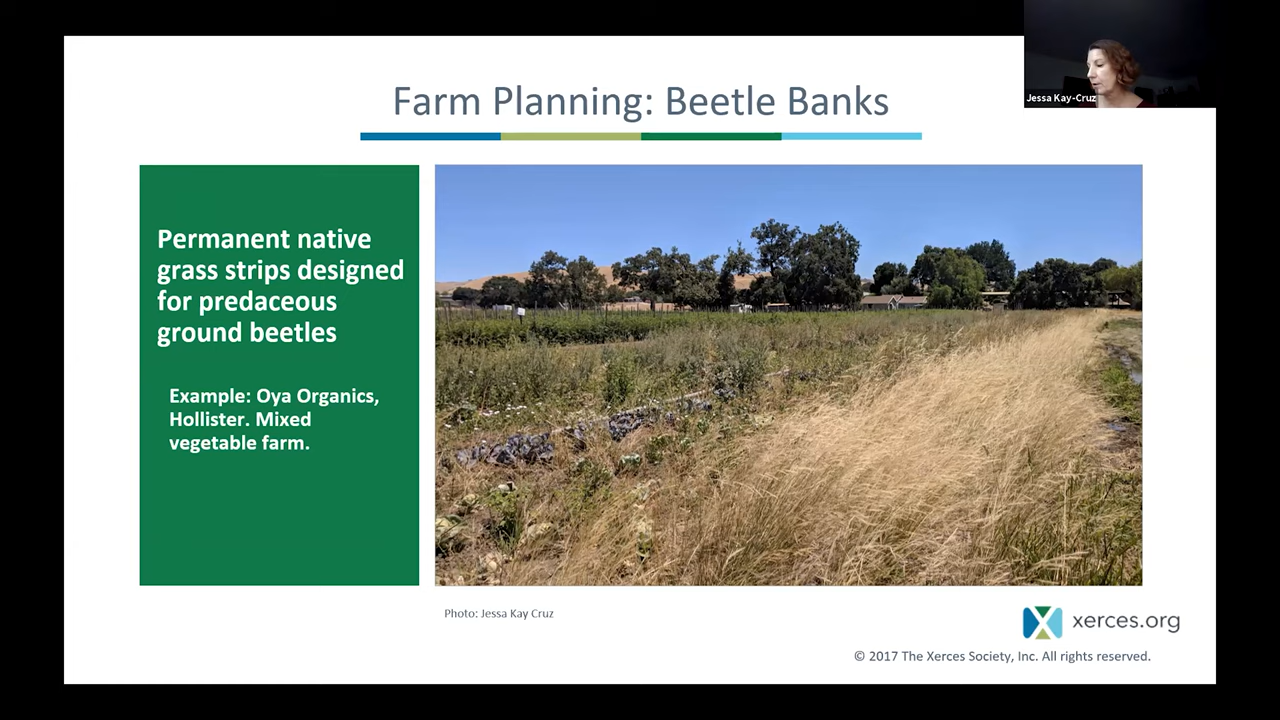 Farm Planning: Beetle Banks
Jessa Kay-Cruz
Permanent native
grass strips designed
for predaceous
ground beetles
Example: Oya Organics,
Hollister. Mixed
vegetable farm.
Photo: Jessa Kay Cruz
xerces.org
© 2017 The Xerces Society, Inc. All rights reserved.